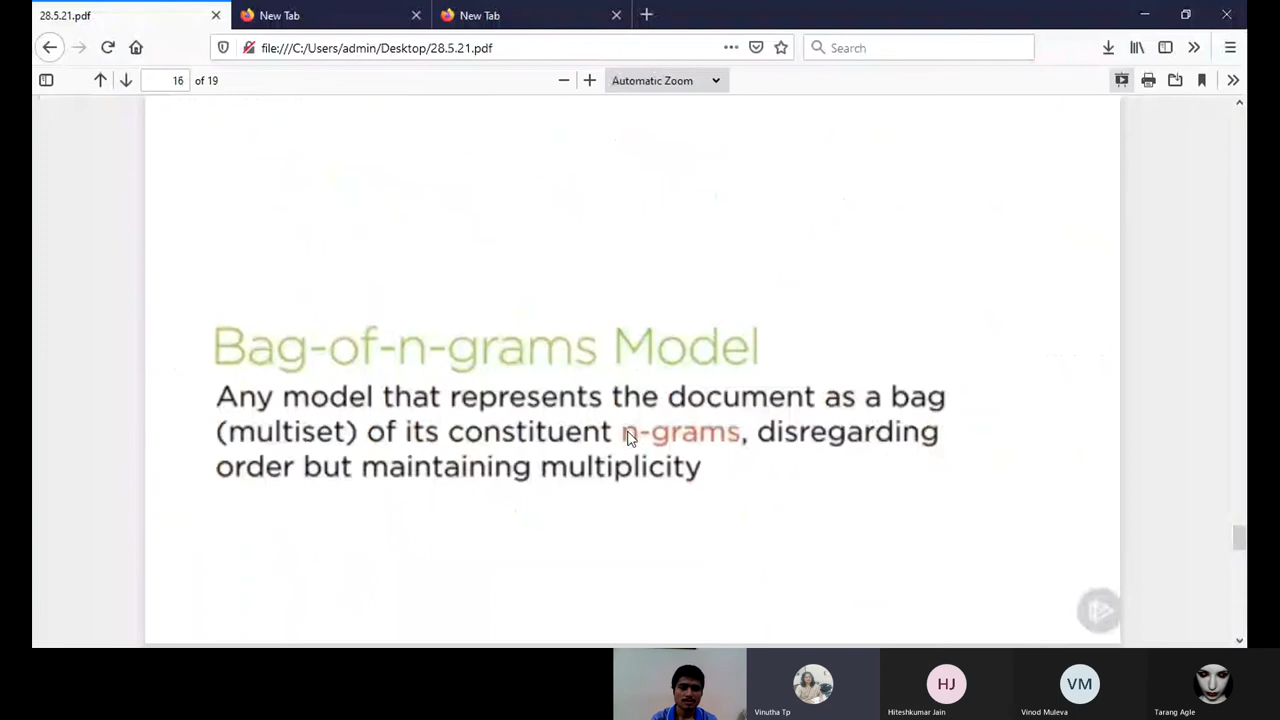 28.5.21.pdf
New Tab
New Tab
file:///C:/Users/admin/Desktop/28.5.21.pdf
Search
16 of 19
Automatic Zoom
Bag-of-n-grams Model
Any model that represents the document as a bag
(multiset) of its constituent n-grams, disregarding
order but maintaining multiplicity
HJ
VM
Vinutha Tp
Hiteshkumar Jain
Vinod Muleva
Tarang Agle